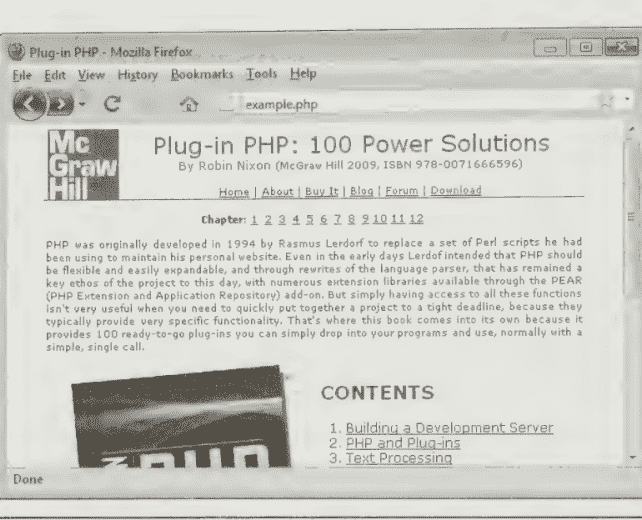 Plug-in PHP - Mozilla Firefox
File Edit View History Bookmarks Tools Help
example.php
Mc
Graw
Hill
Plug-in PHP: 100 Power Solutions
By Robin Nixon (McGraw Hill 2009, ISBN 978-0071666596)
Home | About | Buy It | Blog | Forum | Download
Chapter: 1 2 3 4 5 6 7 8 9 10 11 12
PHP was originally developed in 1994 by Rasmus Lerdorf to replace a set of Perl scripts he had
been using to maintain his personal website. Even in the early days Lerdof intended that PHP should
be flexible and easily expandable, and through rewrites of the language parser, that has remained a
key ethos of the project to this day, with numerous extension libraries available through the PEAR
(PHP Extension and Application Repository) add-on. But simply having access to all these functions
isn't very useful when you need to quickly put together a project to a tight deadline, because they
typically provide very specific functionality. That's where this book comes into its own because it
provides 100 ready-to-go plug-ins you can simply drop into your programs and use, normally with a
simple, single call.
CONTENTS
1. Building a Development Server
2. PHP and Plug-ins
3. Text Processing
Done